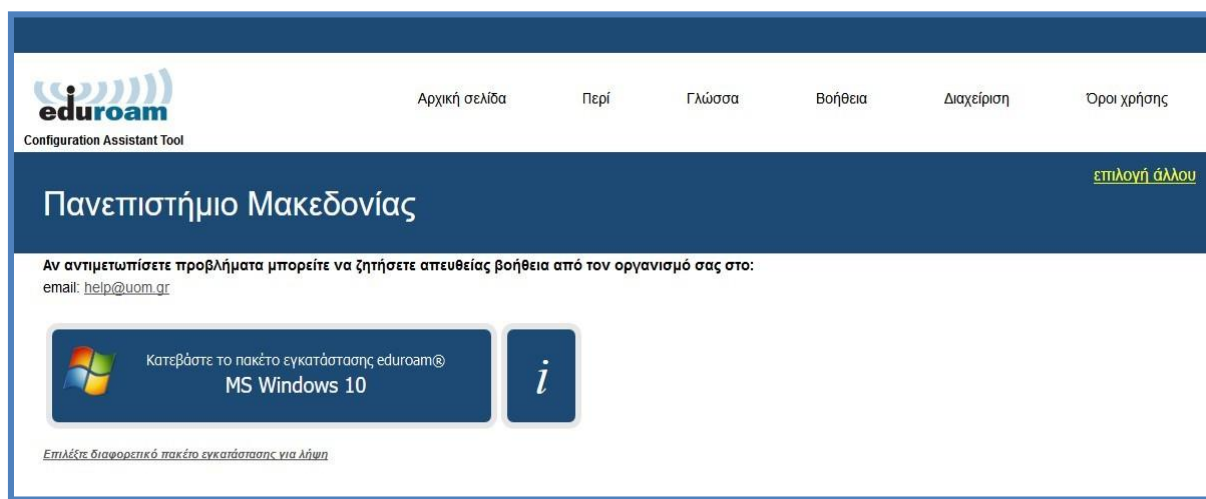 eduroam
Configuration Assistant Tool
Αρχική σελίδα Περί Γλώσσα Βοήθεια Διαχείριση Όροι χρήσης
επιλογή άλλου
Πανεπιστήμιο Μακεδονίας
Αν αντιμετωπίσετε προβλήματα μπορείτε να ζητήσετε απευθείας βοήθεια από τον οργανισμό σας στο:
email: help@uom.gr
Κατεβάστε το πακέτο εγκατάστασης eduroam®
MS Windows 10
i
Επιλέξτε διαφορετικό πακέτο εγκατάστασης για λήψη